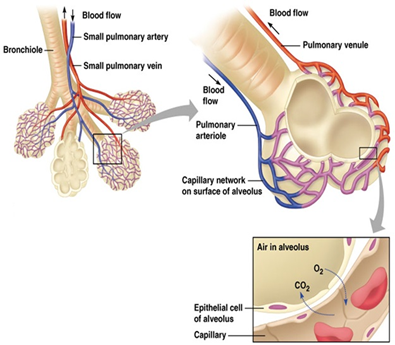 Blood flow
Small pulmonary artery
Bronchiole
Small pulmonary vein
Blood flow
Pulmonary venule
Blood
flow
Pulmonary
arteriole
Capillary network
on surface of alveolus
Air in alveolus
O2
CO2
Epithelial cell
of alveolus
Capillary